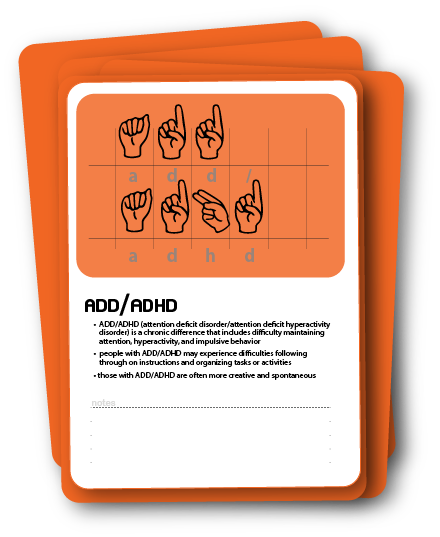 a d d /
a d h d
ADD/ADHD
• ADD/ADHD (attention deficit disorder/attention deficit hyperactivity
disorder) is a chronic difference that includes difficulty maintaining
attention, hyperactivity, and impulsive behavior
• people with ADD/ADHD may experience difficulties following
through on instructions and organizing tasks or activities
• those with ADD/ADHD are often more creative and spontaneous
notes